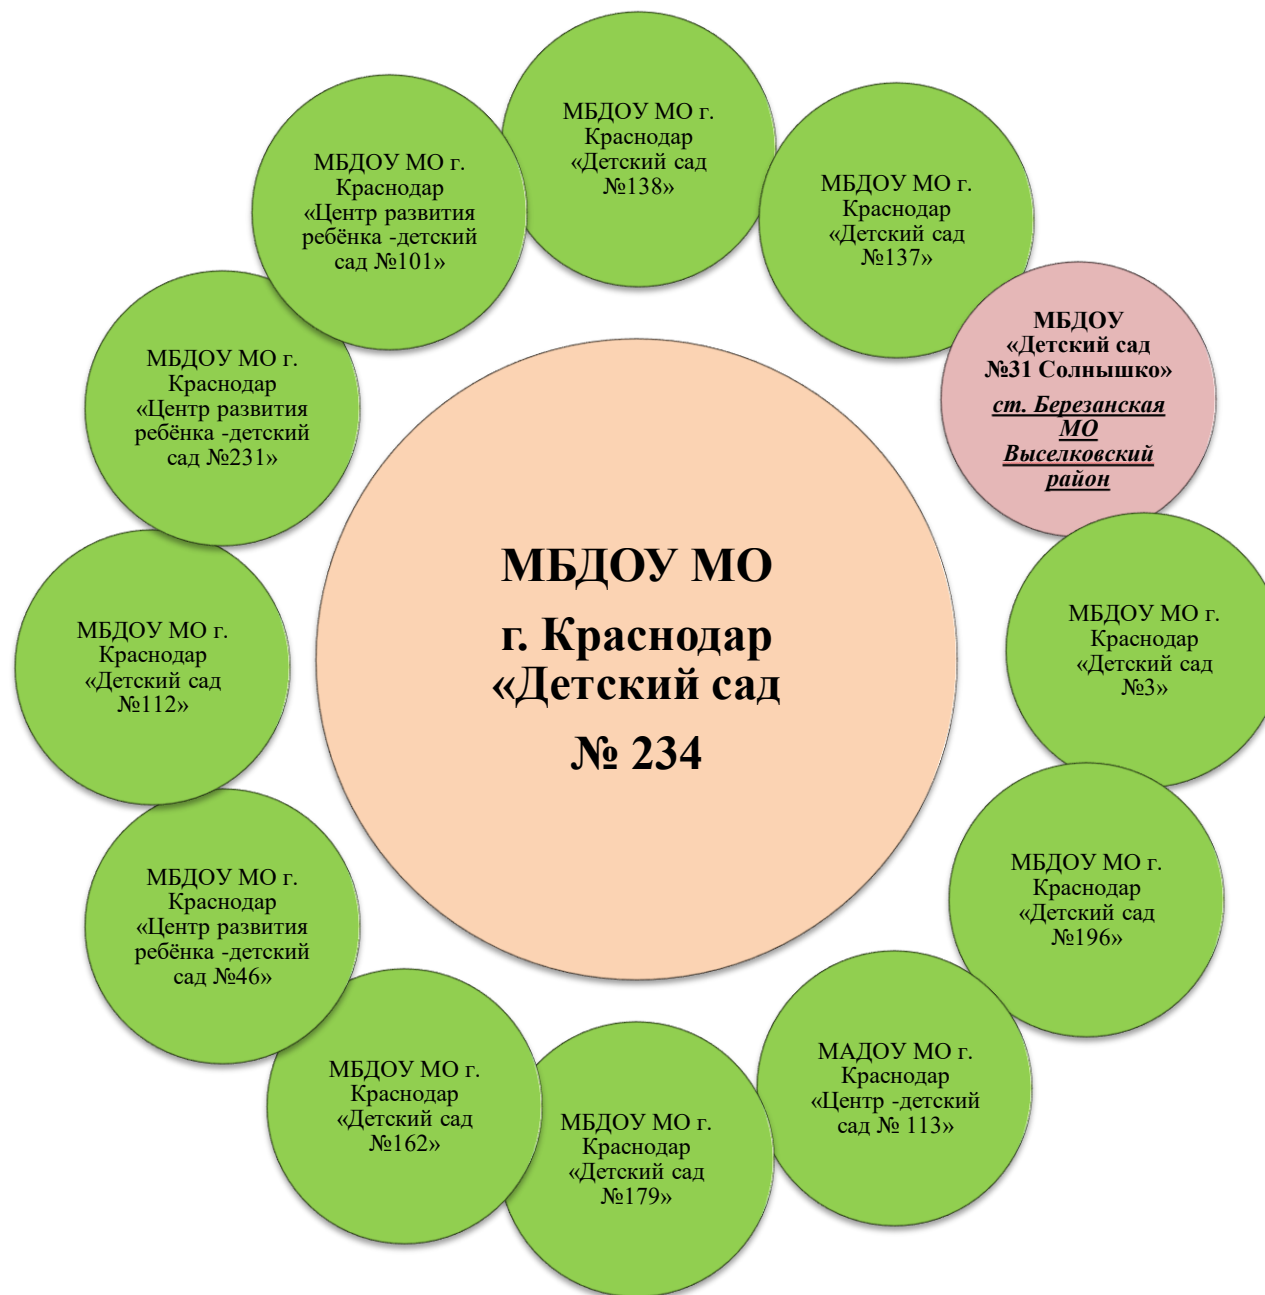 МБДОУ МО г.
Краснодар
«Детский сад
№138»
МБДОУ МО г.
Краснодар
«Детский сад
№137»
МБДОУ
«Детский сад
№31 Солнышко»
ст. Березанская
МО
Выселковский
район
МБДОУ МО г.
Краснодар
«Детский сад
№3»
МБДОУ МО г.
Краснодар
«Детский сад
№196»
МАДОУ МО г.
Краснодар
«Центр -детский
сад № 113»
МБДОУ МО г.
Краснодар
«Детский сад
№179»
МБДОУ МО г.
Краснодар
«Детский сад
№162»
МБДОУ МО г.
Краснодар
«Центр развития
ребёнка -детский
сад №46»
МБДОУ МО г.
Краснодар
«Детский сад
№112»
МБДОУ МО г.
Краснодар
«Центр развития
ребёнка -детский
сад №231»
МБДОУ МО г.
Краснодар
«Центр развития
ребёнка -детский
сад №101»
МБДОУ МО
г. Краснодар
«Детский сад
№ 234